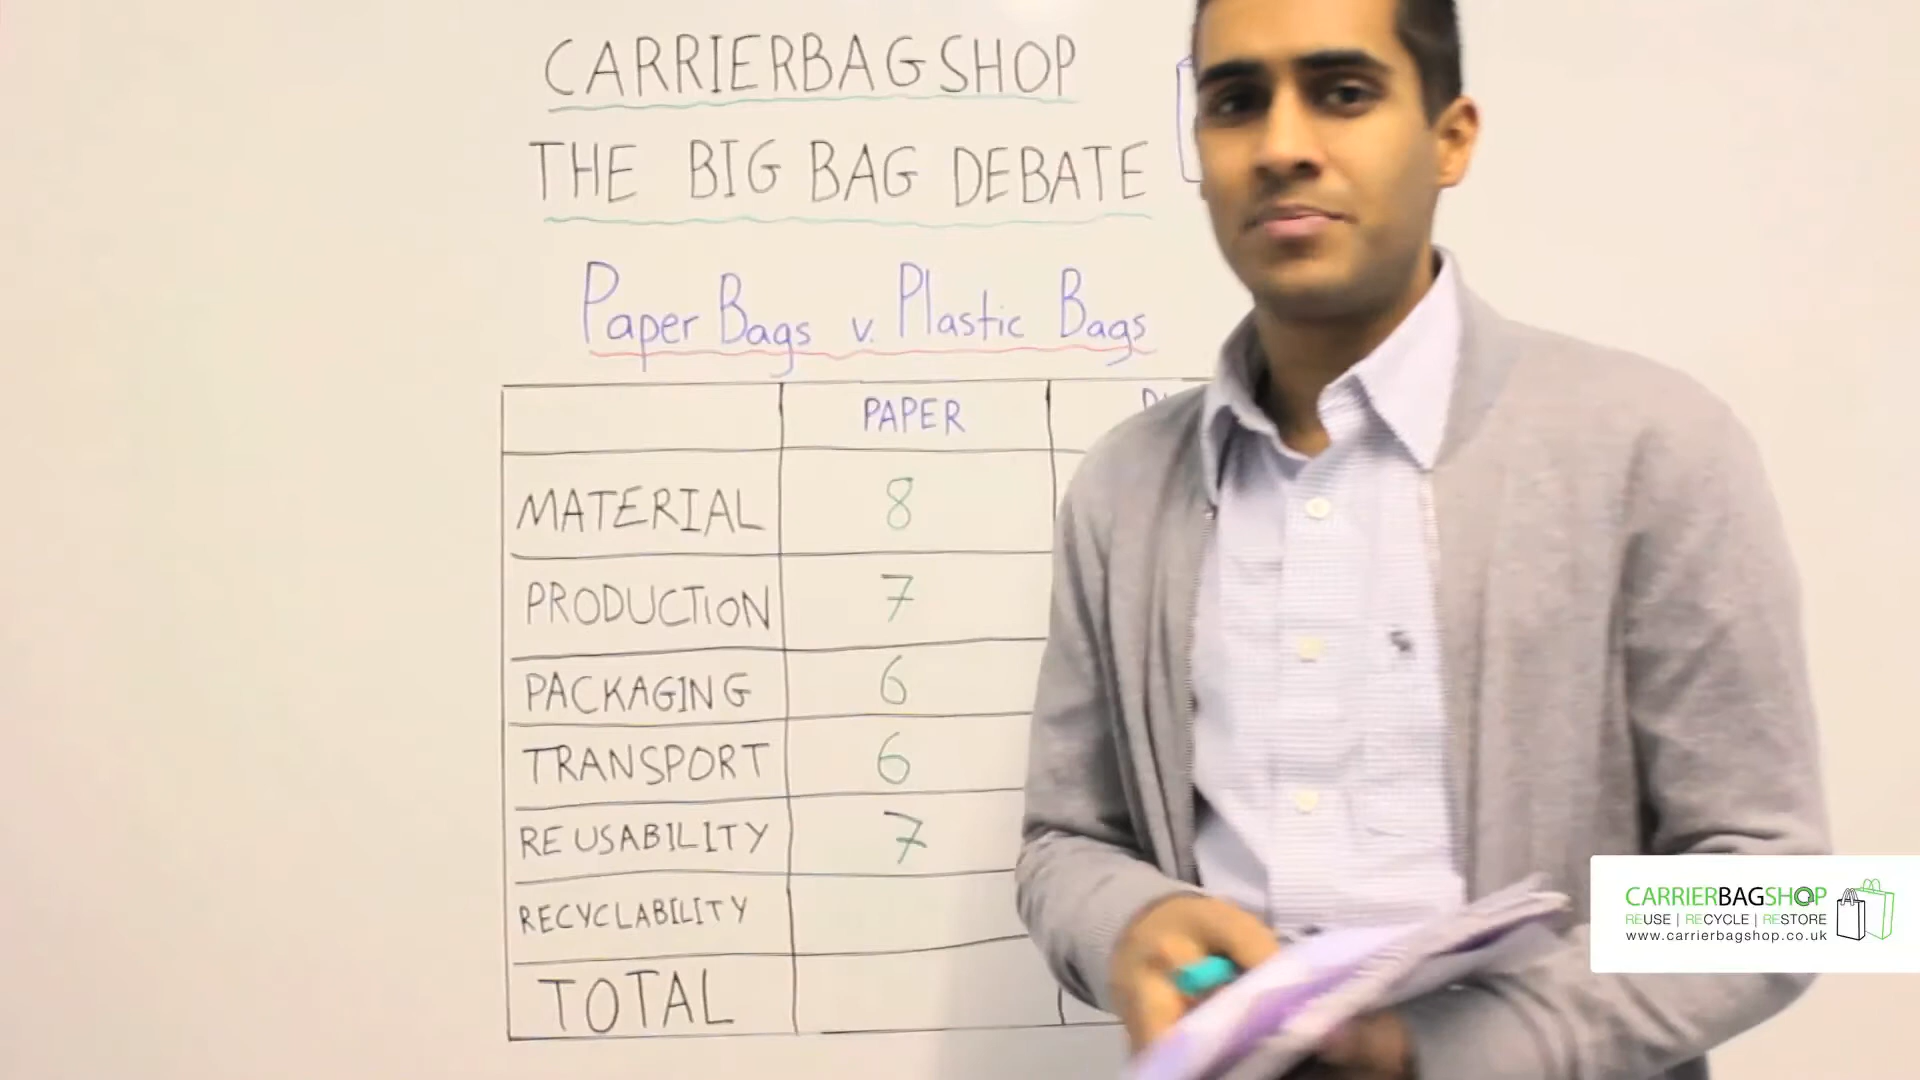 CARRIERBAGSHOP
THE BIG BAG DEBATE
Paper Bags v. Plastic Bags
PAPER
MATERIAL 8
PRODUCTION 7
PACKAGING 6
TRANSPORT 6
REUSABILITY 7
RECYCLABILITY
TOTAL
CARRIERBAGSHOP
REUSE | RECYCLE | RESTORE
www.carrierbagshop.co.uk